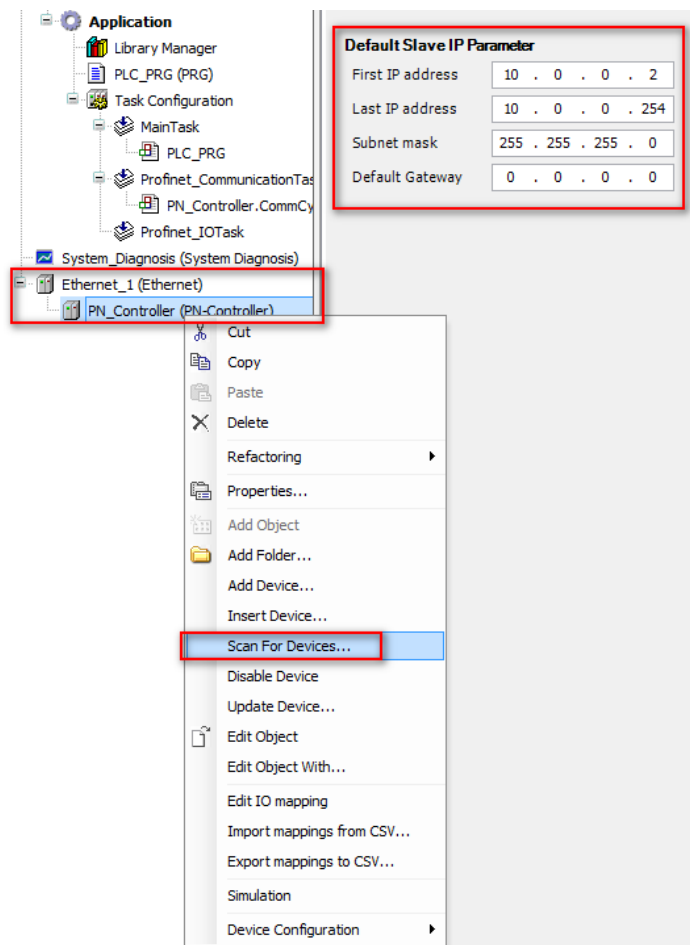 Application
Library Manager
PLC_PRG (PRG)
Task Configuration
MainTask
PLC_PRG
Profinet_CommunicationTas
PN_Controller.CommCy
Profinet_IOTask
System_Diagnosis (System Diagnosis)
Ethernet_1 (Ethernet)
PN_Controller (PN-Controller)
Default Slave IP Parameter
First IP address 10 . 0 . 0 . 2
Last IP address 10 . 0 . 0 . 254
Subnet mask 255 . 255 . 255 . 0
Default Gateway 0 . 0 . 0 . 0
Cut
Copy
Paste
Delete
Refactoring
Properties...
Add Object
Add Folder...
Add Device...
Insert Device...
Scan For Devices...
Disable Device
Update Device...
Edit Object
Edit Object With...
Edit IO mapping
Import mappings from CSV...
Export mappings to CSV...
Simulation
Device Configuration